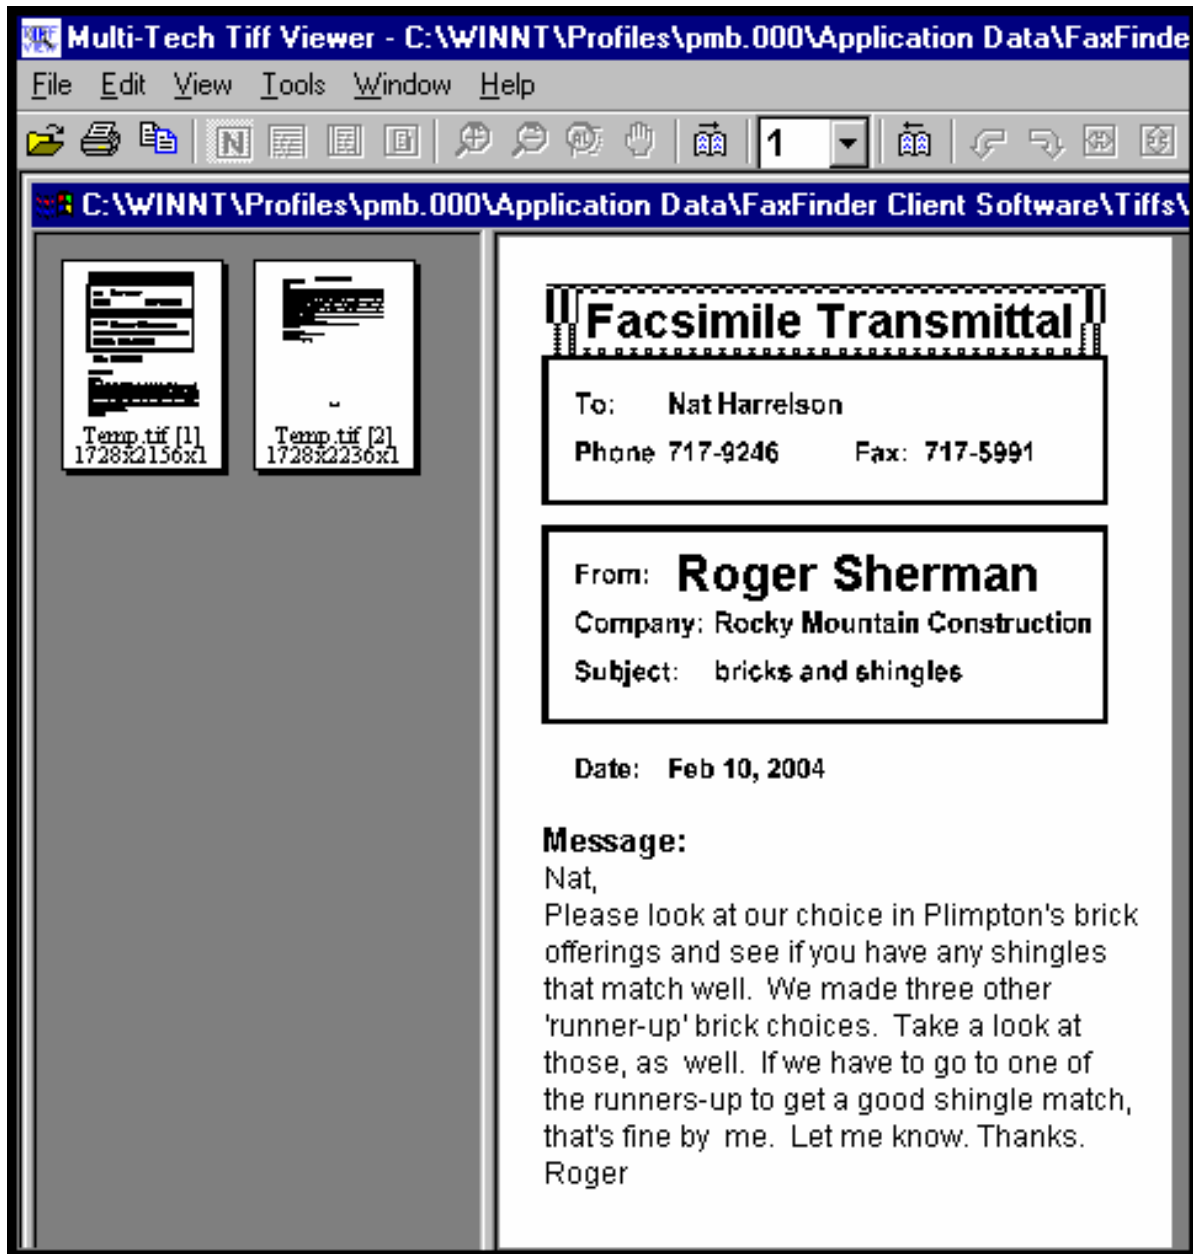 Multi-Tech Tiff Viewer - C:\WINNT\Profiles\pmb.000\Application Data\FaxFinde
File Edit View Tools Window Help
1
C:\WINNT\Profiles\pmb.000\Application Data\FaxFinder Client Software\Tiffs\
Temp.tif [1]
1728x2156x1
Temp.tif [2]
1728x2236x1
Facsimile Transmittal
To: Nat Harrelson
Phone 717-9246 Fax: 717-5991
From: Roger Sherman
Company: Rocky Mountain Construction
Subject: bricks and shingles
Date: Feb 10, 2004
Message:
Nat,
Please look at our choice in Plimpton's brick
offerings and see if you have any shingles
that match well. We made three other
'runner-up' brick choices. Take a look at
those, as well. If we have to go to one of
the runners-up to get a good shingle match,
that's fine by me. Let me know. Thanks.
Roger